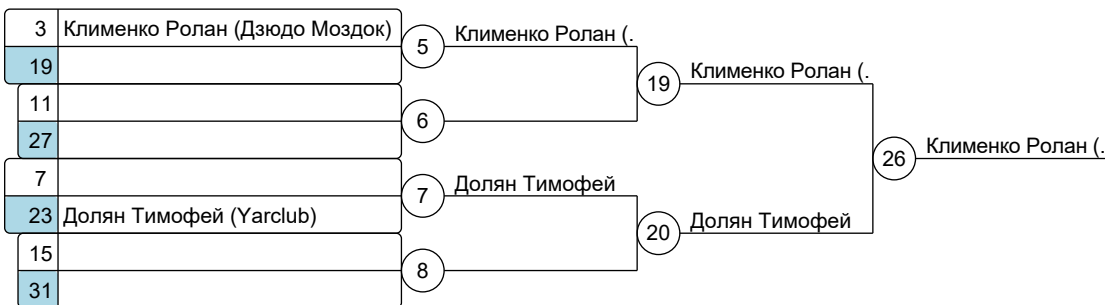 3 Клименко Ролан (Дзюдо Моздок)
5
Клименко Ролан (.
19
19
Клименко Ролан (.
11
6
27
26
Клименко Ролан (.
7
7
Долян Тимофей
23 Долян Тимофей (Yarclub)
20
Долян Тимофей
15
8
31